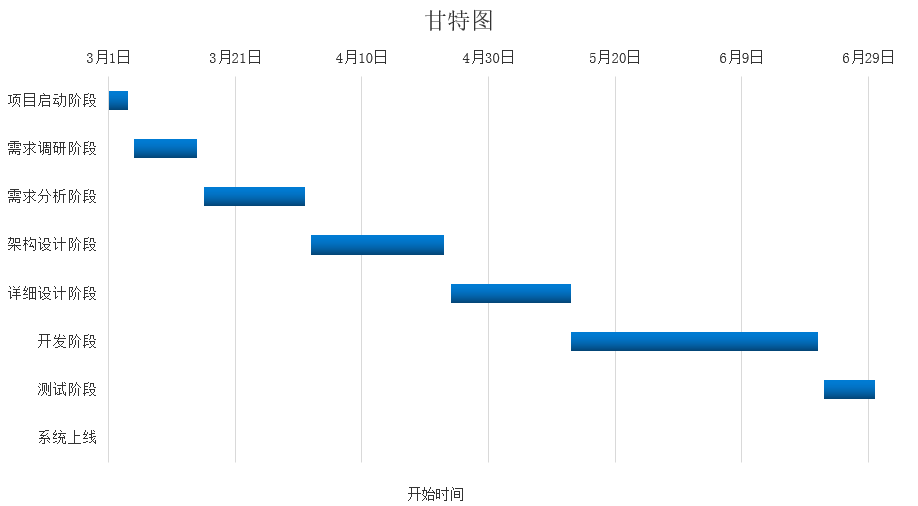 甘特图
3月1日 3月21日 4月10日 4月30日 5月20日 6月9日 6月29日
项目启动阶段
需求调研阶段
需求分析阶段
架构设计阶段
详细设计阶段
开发阶段
测试阶段
系统上线
开始时间